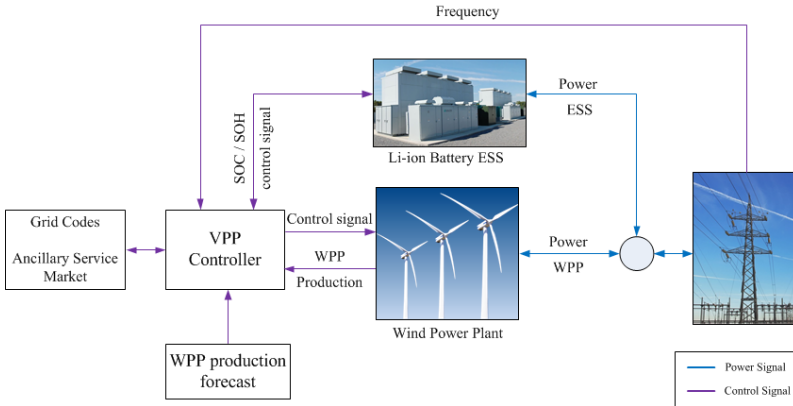 Frequency
Power
ESS
SOC / SOH
control signal
Li-ion Battery ESS
Grid Codes
Ancillary Service
Market
VPP
Controller
Control signal
WPP
Production
Power
WPP
Wind Power Plant
WPP production
forecast
Power Signal
Control Signal